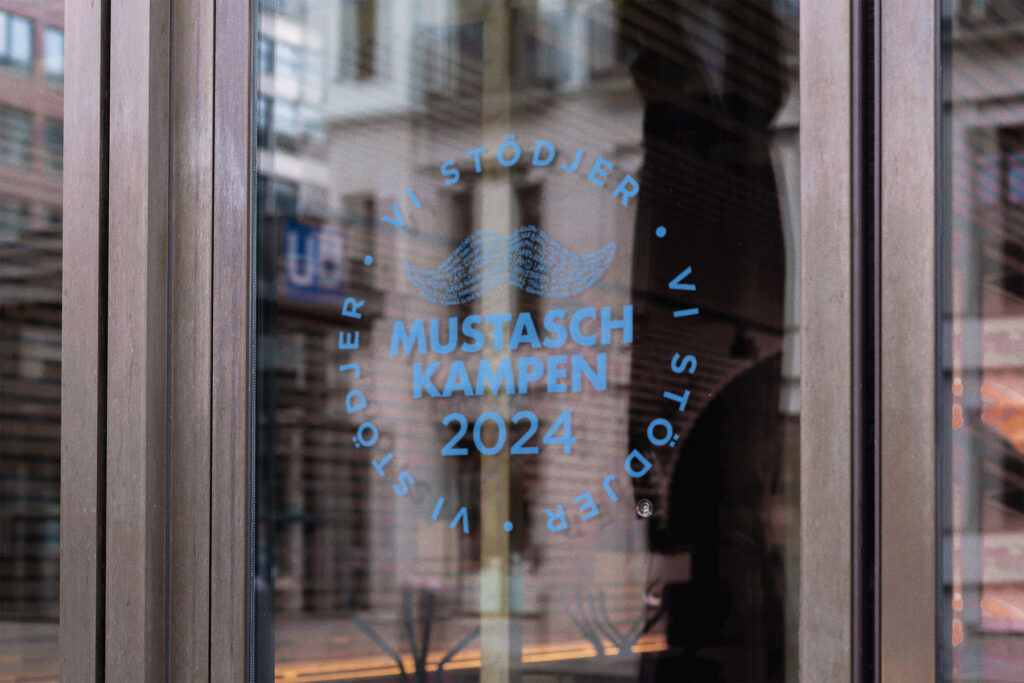 VI STÖDJER • VI STÖDJER • VI STÖDJER •
MUSTASCH
KAMPEN
2024